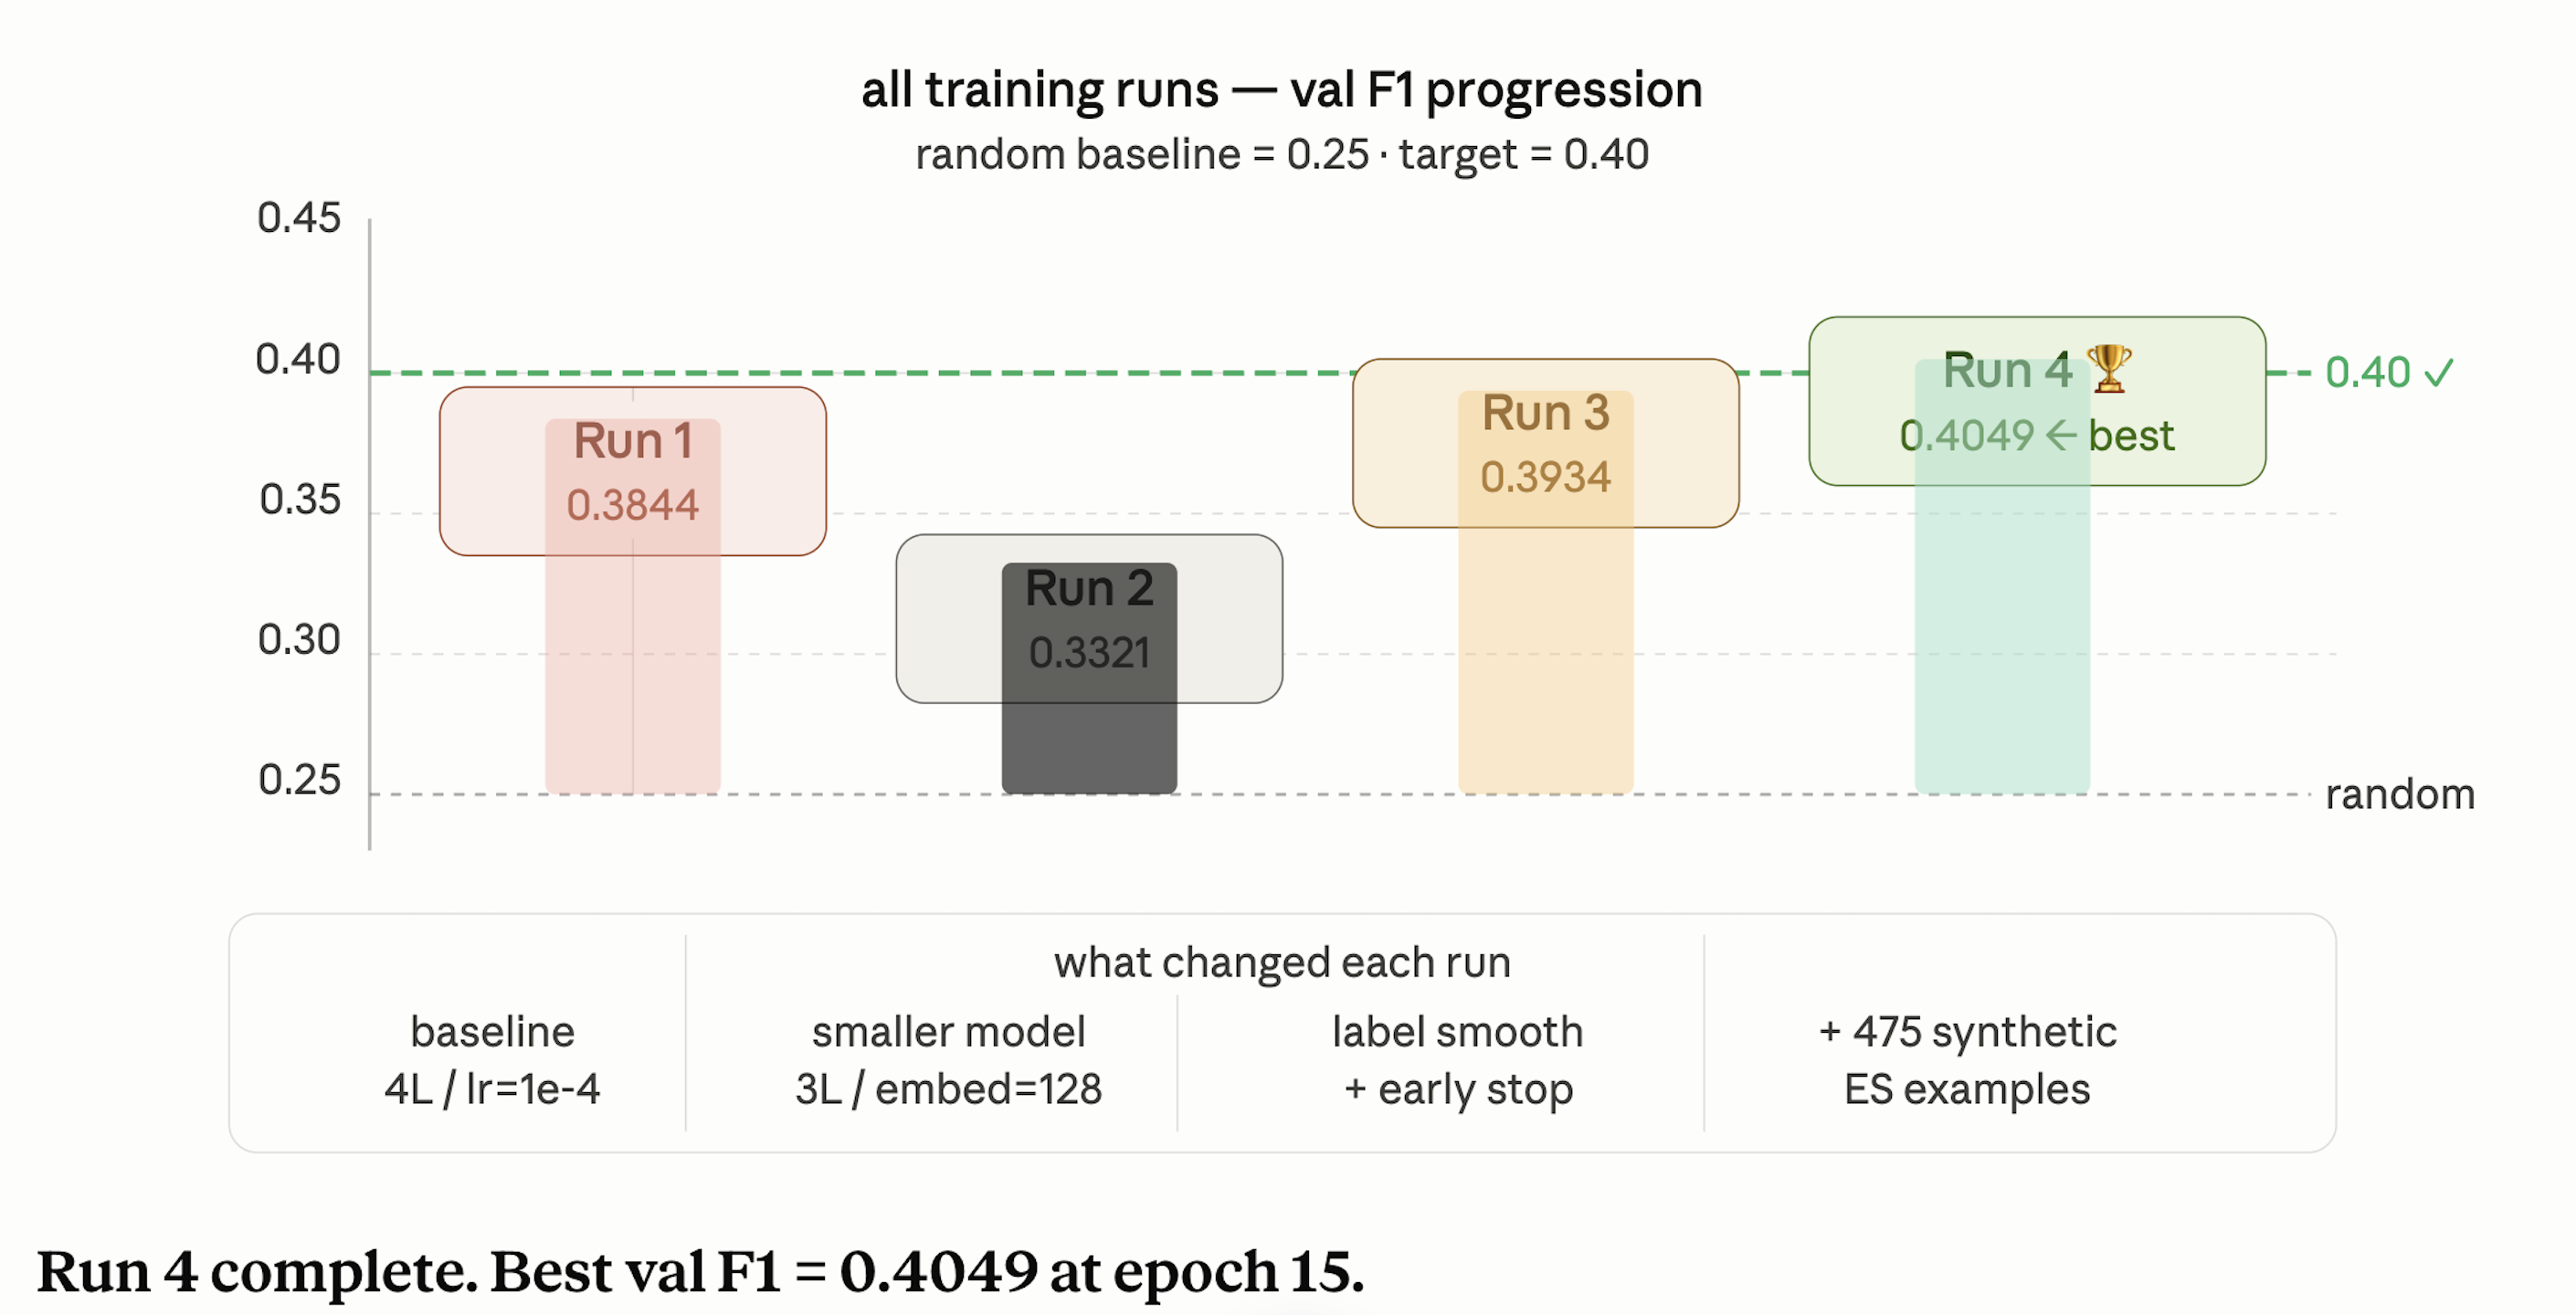 all training runs — val F1 progression
random baseline = 0.25 · target = 0.40
0.45
0.40
0.35
0.30
0.25
Run 1
0.3844
Run 2
0.3321
Run 3
0.3934
Run 4 🏆
0.4049 ← best
0.40 ✓
random
what changed each run
baseline
4L / lr=1e-4
smaller model
3L / embed=128
label smooth
+ early stop
+ 475 synthetic
ES examples
Run 4 complete. Best val F1 = 0.4049 at epoch 15.